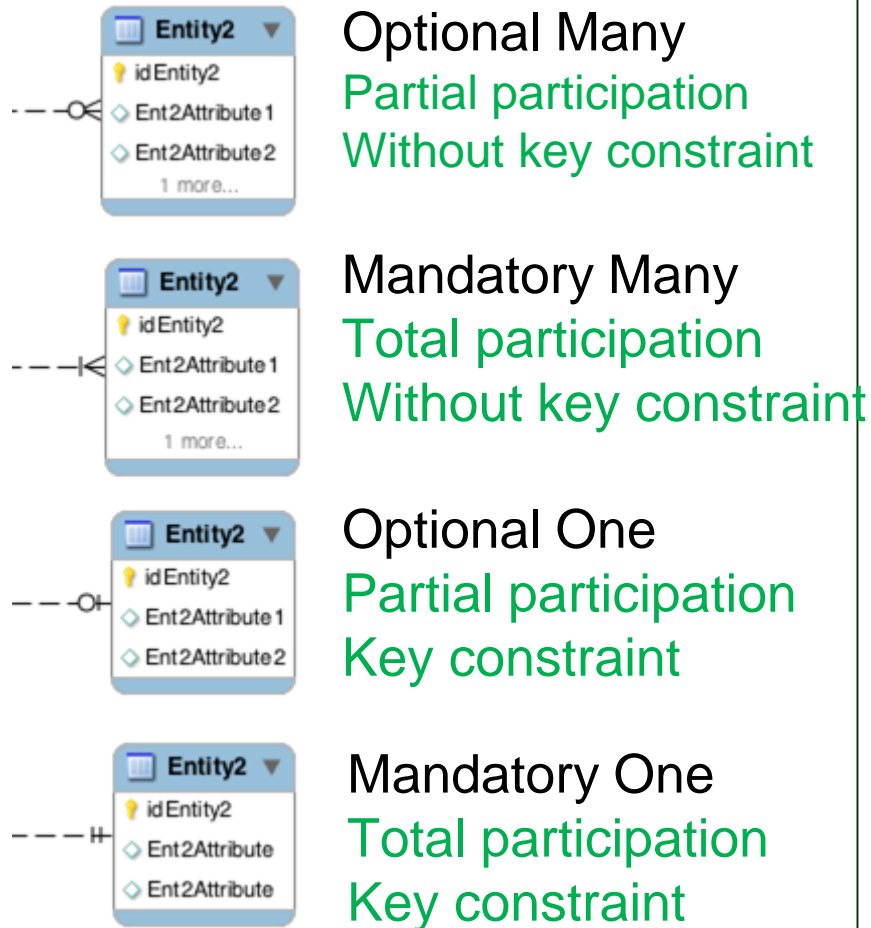 Entity2
idEntity2
Ent2Attribute1
Ent2Attribute2
1 more...
Optional Many
Partial participation
Without key constraint
Entity2
idEntity2
Ent2Attribute1
Ent2Attribute2
1 more...
Mandatory Many
Total participation
Without key constraint
Entity2
idEntity2
Ent2Attribute1
Ent2Attribute2
Optional One
Partial participation
Key constraint
Entity2
idEntity2
Ent2Attribute
Ent2Attribute
Mandatory One
Total participation
Key constraint